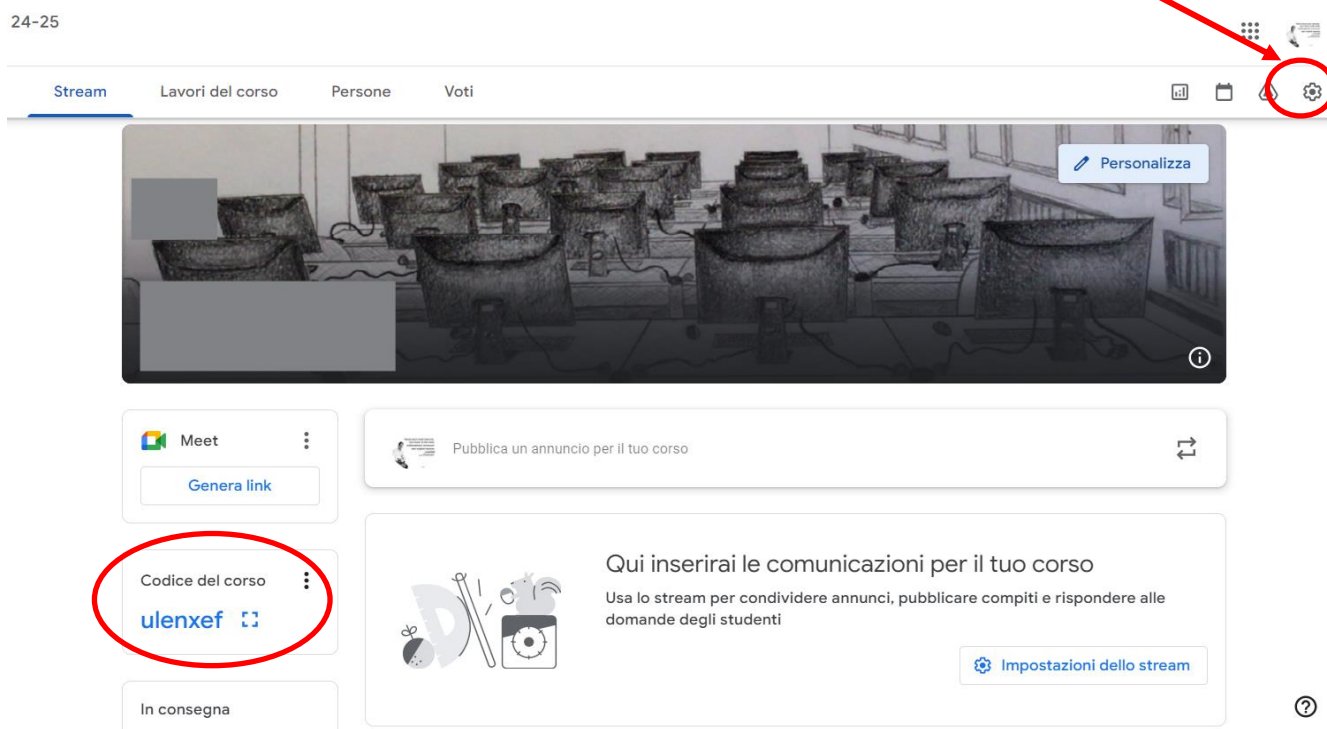 24-25
Stream Lavori del corso Persone Voti
Personalizza
Meet
Genera link
Pubblica un annuncio per il tuo corso
Codice del corso
ulenxef
Qui inserirai le comunicazioni per il tuo corso
Usa lo stream per condividere annunci, pubblicare compiti e rispondere alle
domande degli studenti
Impostazioni dello stream
In consegna